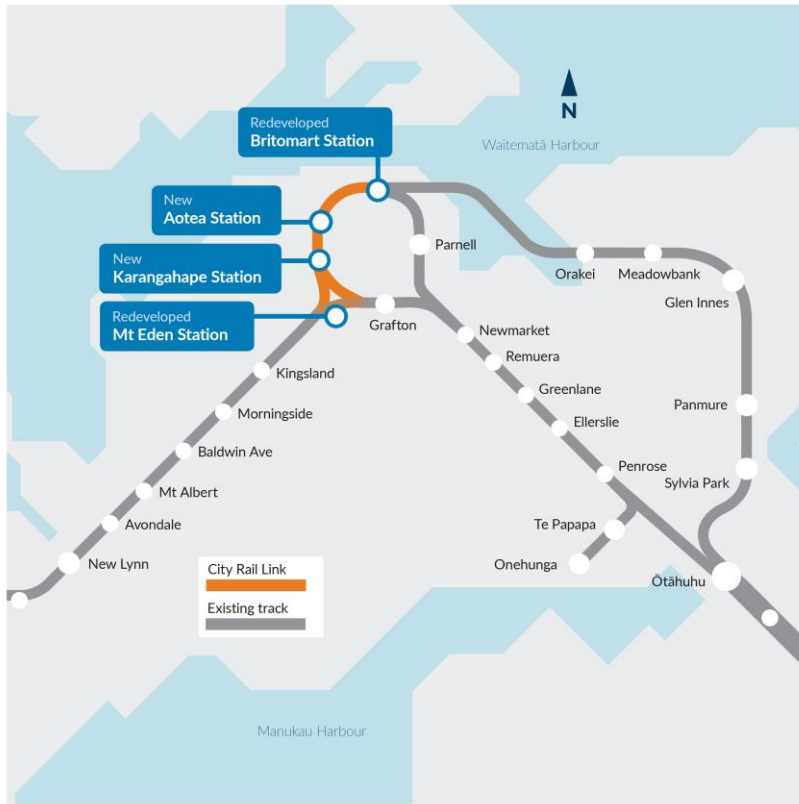 Redeveloped
Britomart Station
N
Waitematā Harbour
New
Aotea Station
Parnell
New
Karangahape Station
Orakei
Meadowbank
Glen Innes
Redeveloped
Mt Eden Station
Grafton
Newmarket
Remuera
Kingsland
Greenlane
Morningside
Panmure
Ellerslie
Baldwin Ave
Penrose
Sylvia Park
Mt Albert
Avondale
Te Papapa
New Lynn
Onehunga
Ōtāhuhu
City Rail Link
Existing track
Manukau Harbour